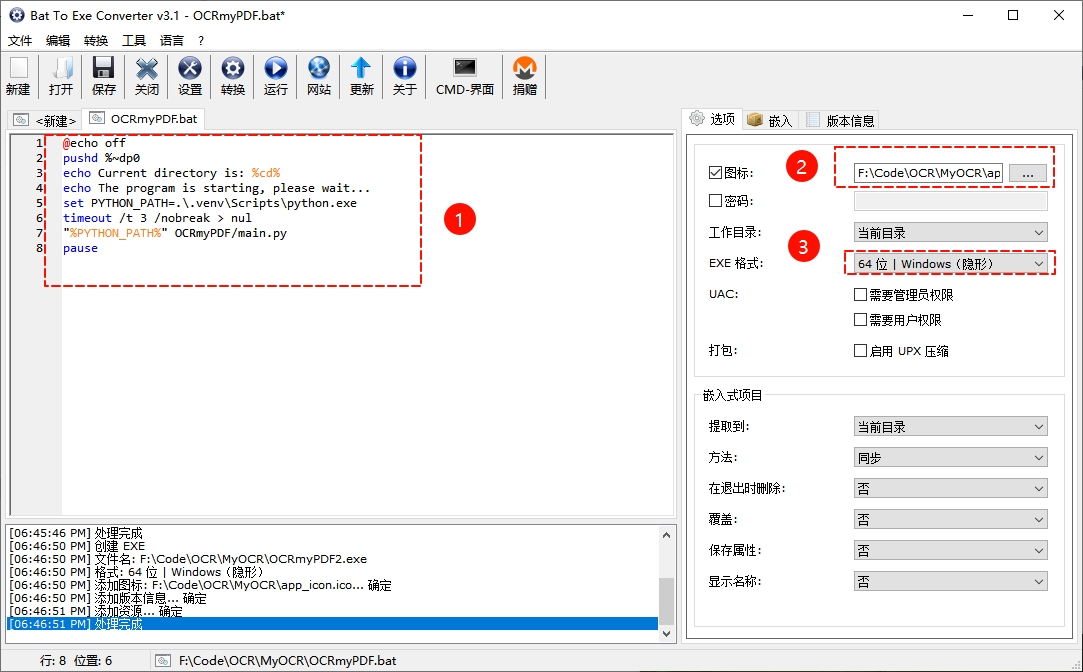 Bat To Exe Converter v3.1 - OCRmyPDF.bat*
文件 编辑 转换 工具 语言 ?
新建 打开 保存 关闭 设置 转换 运行 网站 更新 关于 CMD-界面 捐赠
<新建> OCRmyPDF.bat
1 @echo off
2 pushd %~dp0
3 echo Current directory is: %cd%
4 echo The program is starting, please wait...
5 set PYTHON_PATH=.\.venv\Scripts\python.exe
6 timeout /t 3 /nobreak > nul
7 "%PYTHON_PATH%" OCRmyPDF/main.py
8 pause
1
[06:45:46 PM] 处理完成
[06:46:50 PM] 创建 EXE
[06:46:50 PM] 文件名: F:\Code\OCR\MyOCR\OCRmyPDF2.exe
[06:46:50 PM] 格式: 64 位 | Windows (隐形)
[06:46:50 PM] 添加图标: F:\Code\OCR\MyOCR\app_icon.ico... 确定
[06:46:50 PM] 添加版本信息... 确定
[06:46:51 PM] 添加资源... 确定
[06:46:51 PM] 处理完成
选项 嵌入 版本信息
图标: 2 F:\Code\OCR\MyOCR\ap ...
密码:
工作目录: 当前目录
EXE 格式: 3 64 位 | Windows (隐形)
UAC: 需要管理员权限
需要用户权限
打包: 启用 UPX 压缩
嵌入式项目
提取到: 当前目录
方法: 同步
在退出时删除: 否
覆盖: 否
保存属性: 否
显示名称: 否
行: 8 位置: 6 F:\Code\OCR\MyOCR\OCRmyPDF.bat